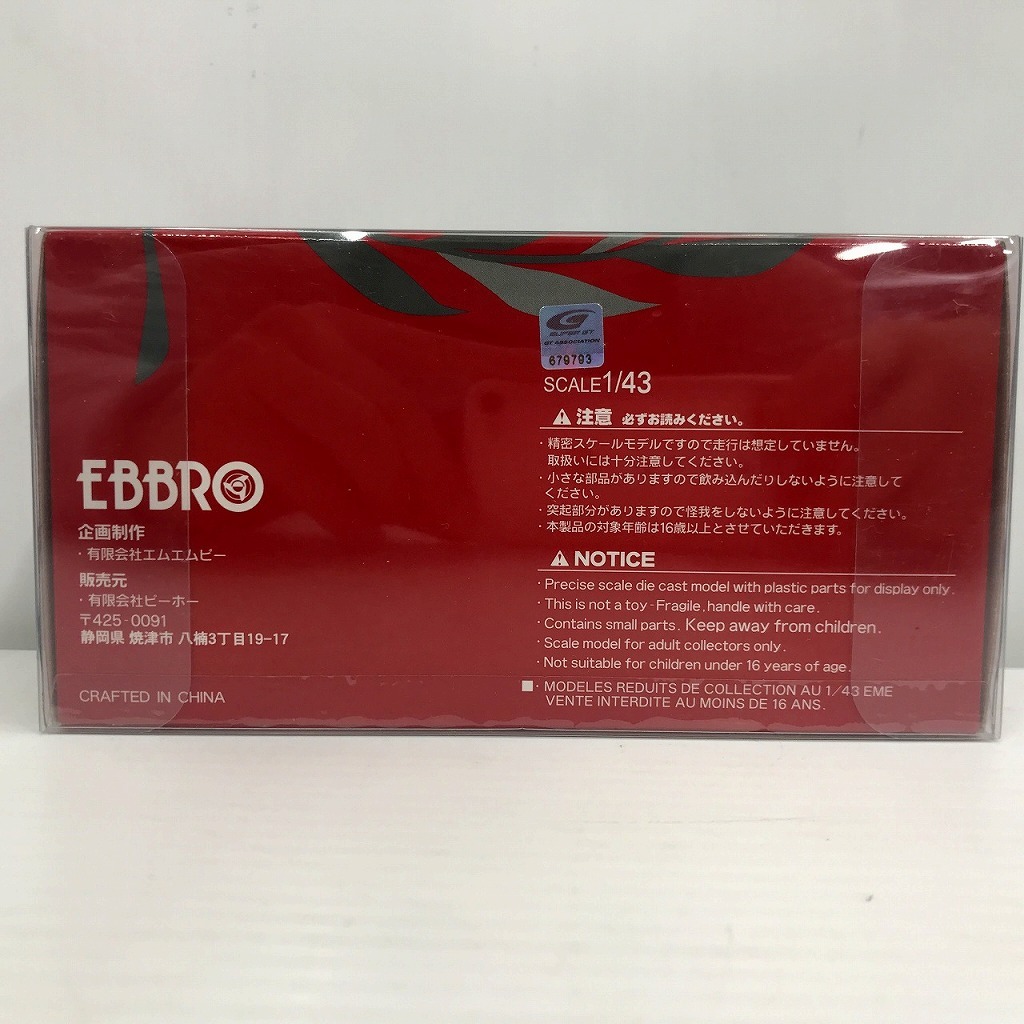 EBBRO
企画制作
・有限会社エムエムピー
販売元
・有限会社ビーホー
〒425-0091
静岡県 焼津市 八楠3丁目19-17
CRAFTED IN CHINA
SUPER GT
GT ASSOCIATION
679793
SCALE1/43
⚠注意 必ずお読みください。
・精密スケールモデルですので走行は想定していません。
取扱いには十分注意してください。
・小さな部品がありますので飲み込んだりしないように注意して
ください。
・突起部分がありますので怪我をしないように注意してください。
・本製品の対象年齢は16歳以上とさせていただきます。
⚠NOTICE
・Precise scale die cast model with plastic parts for display only.
・This is not a toy-Fragile,handle with care.
・Contains small parts. Keep away from children.
・Scale model for adult collectors only.
・Not suitable for children under 16 years of age.
■・MODELES REDUITS DE COLLECTION AU 1/43 EME
VENTE INTERDITE AU MOINS DE 16 ANS.